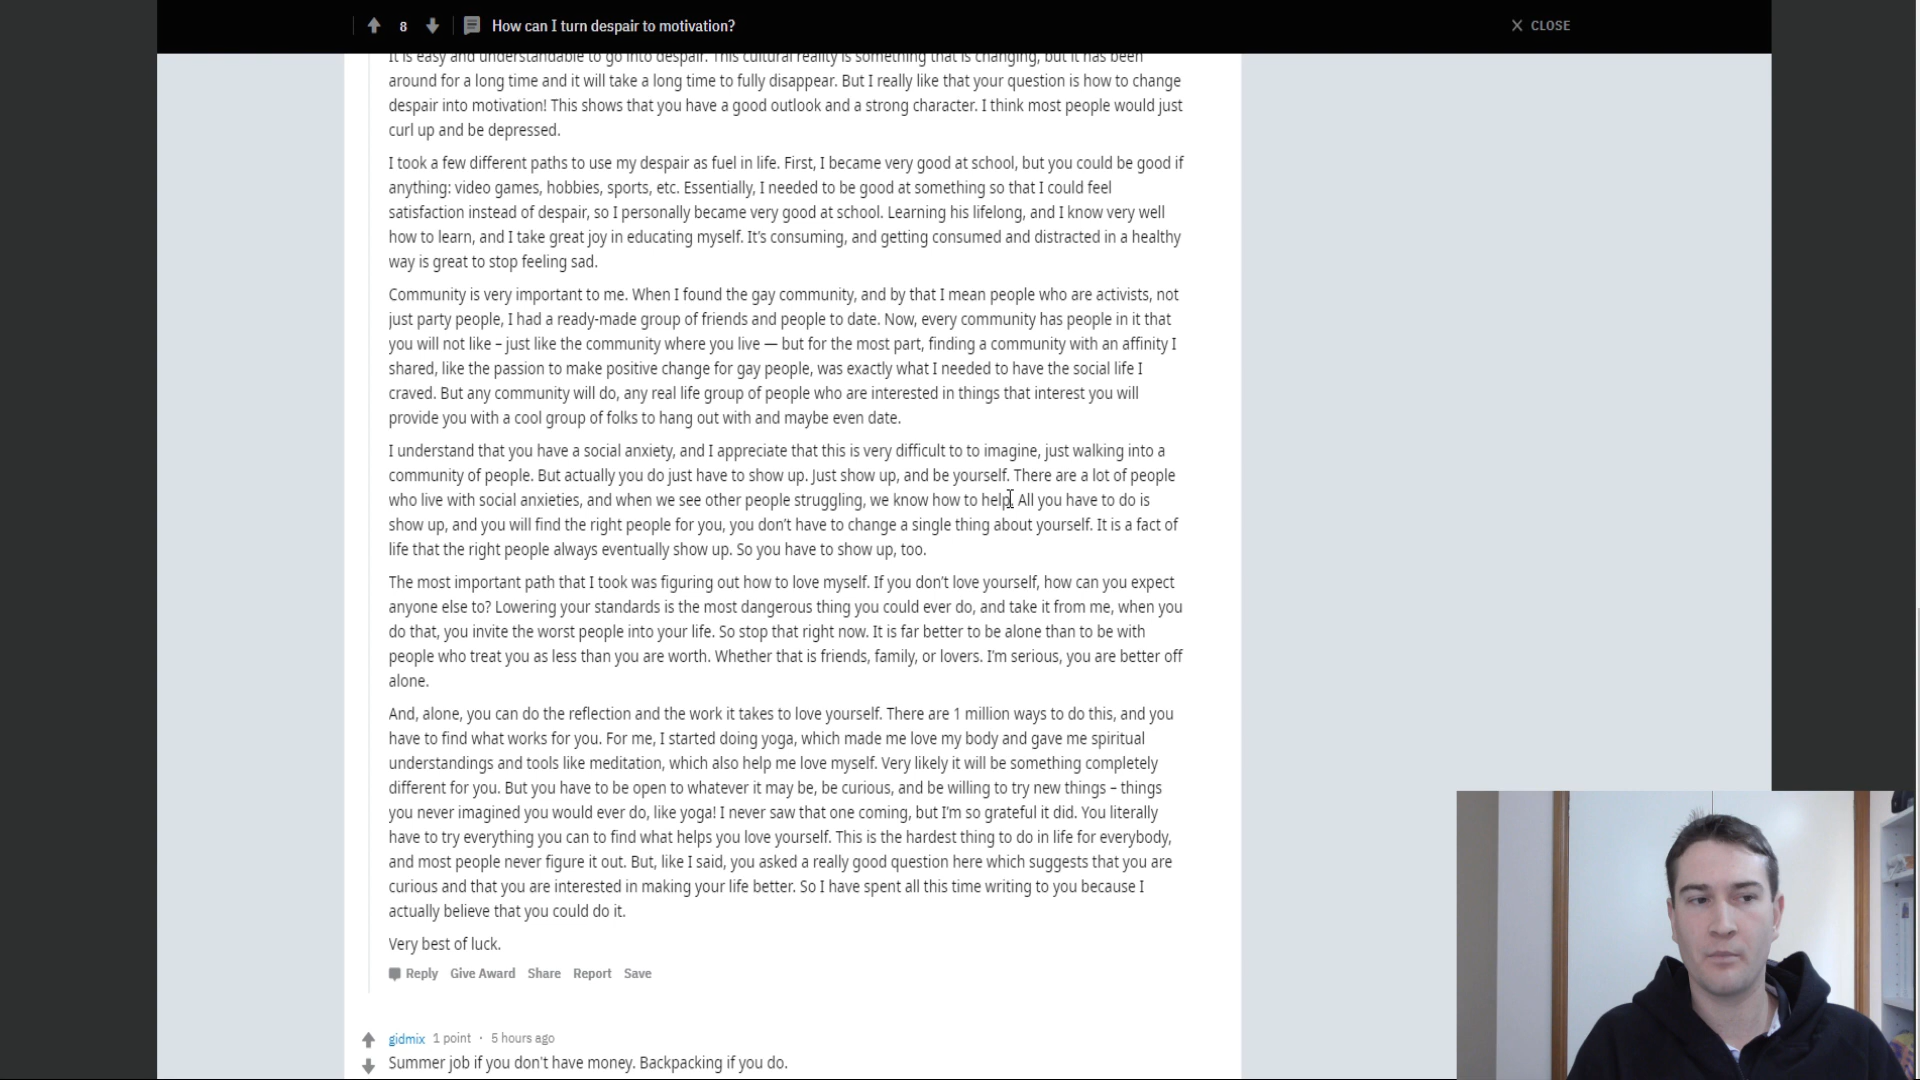 8 How can I turn despair to motivation? CLOSE
It is easy and understandable to go into despair. This cultural reality is something that is changing, but it has been
around for a long time and it will take a long time to fully disappear. But I really like that your question is how to change
despair into motivation! This shows that you have a good outlook and a strong character. I think most people would just
curl up and be depressed.
I took a few different paths to use my despair as fuel in life. First, I became very good at school, but you could be good if
anything: video games, hobbies, sports, etc. Essentially, I needed to be good at something so that I could feel
satisfaction instead of despair, so I personally became very good at school. Learning his lifelong, and I know very well
how to learn, and I take great joy in educating myself. It’s consuming, and getting consumed and distracted in a healthy
way is great to stop feeling sad.
Community is very important to me. When I found the gay community, and by that I mean people who are activists, not
just party people, I had a ready-made group of friends and people to date. Now, every community has people in it that
you will not like – just like the community where you live — but for the most part, finding a community with an affinity I
shared, like the passion to make positive change for gay people, was exactly what I needed to have the social life I
craved. But any community will do, any real life group of people who are interested in things that interest you will
provide you with a cool group of folks to hang out with and maybe even date.
I understand that you have a social anxiety, and I appreciate that this is very difficult to to imagine, just walking into a
community of people. But actually you do just have to show up. Just show up, and be yourself. There are a lot of people
who live with social anxieties, and when we see other people struggling, we know how to help. All you have to do is
show up, and you will find the right people for you, you don’t have to change a single thing about yourself. It is a fact of
life that the right people always eventually show up. So you have to show up, too.
The most important path that I took was figuring out how to love myself. If you don’t love yourself, how can you expect
anyone else to? Lowering your standards is the most dangerous thing you could ever do, and take it from me, when you
do that, you invite the worst people into your life. So stop that right now. It is far better to be alone than to be with
people who treat you as less than you are worth. Whether that is friends, family, or lovers. I’m serious, you are better off
alone.
And, alone, you can do the reflection and the work it takes to love yourself. There are 1 million ways to do this, and you
have to find what works for you. For me, I started doing yoga, which made me love my body and gave me spiritual
understandings and tools like meditation, which also help me love myself. Very likely it will be something completely
different for you. But you have to be open to whatever it may be, be curious, and be willing to try new things – things
you never imagined you would ever do, like yoga! I never saw that one coming, but I’m so grateful it did. You literally
have to try everything you can to find what helps you love yourself. This is the hardest thing to do in life for everybody,
and most people never figure it out. But, like I said, you asked a really good question here which suggests that you are
curious and that you are interested in making your life better. So I have spent all this time writing to you because I
actually believe that you could do it.
Very best of luck.
Reply Give Award Share Report Save
gidmix 1 point · 5 hours ago
Summer job if you don't have money. Backpacking if you do.